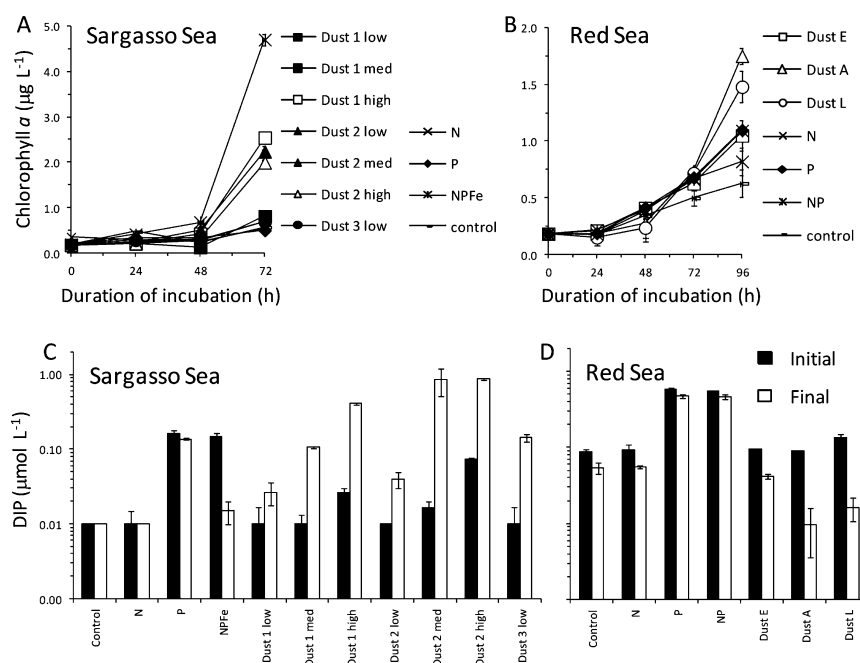 A
Sargasso Sea
Chlorophyll a (μg L-1)
5.0
4.0
3.0
2.0
1.0
0.0
0
24
48
72
Duration of incubation (h)
Dust 1 low
Dust 1 med
Dust 1 high
Dust 2 low
Dust 2 med
Dust 2 high
Dust 3 low
N
P
NPFe
control
B
Red Sea
2.0
1.5
1.0
0.5
0.0
0
24
48
72
96
Duration of incubation (h)
Dust E
Dust A
Dust L
N
P
NP
control
C
Sargasso Sea
DIP (μmol L-1)
1.00
0.10
0.01
0.00
Control
N
P
NPFe
Dust 1 low
Dust 1 med
Dust 1 high
Dust 2 low
Dust 2 med
Dust 2 high
Dust 3 low
D
Red Sea
Initial
Final
Control
N
P
NP
Dust E
Dust A
Dust L